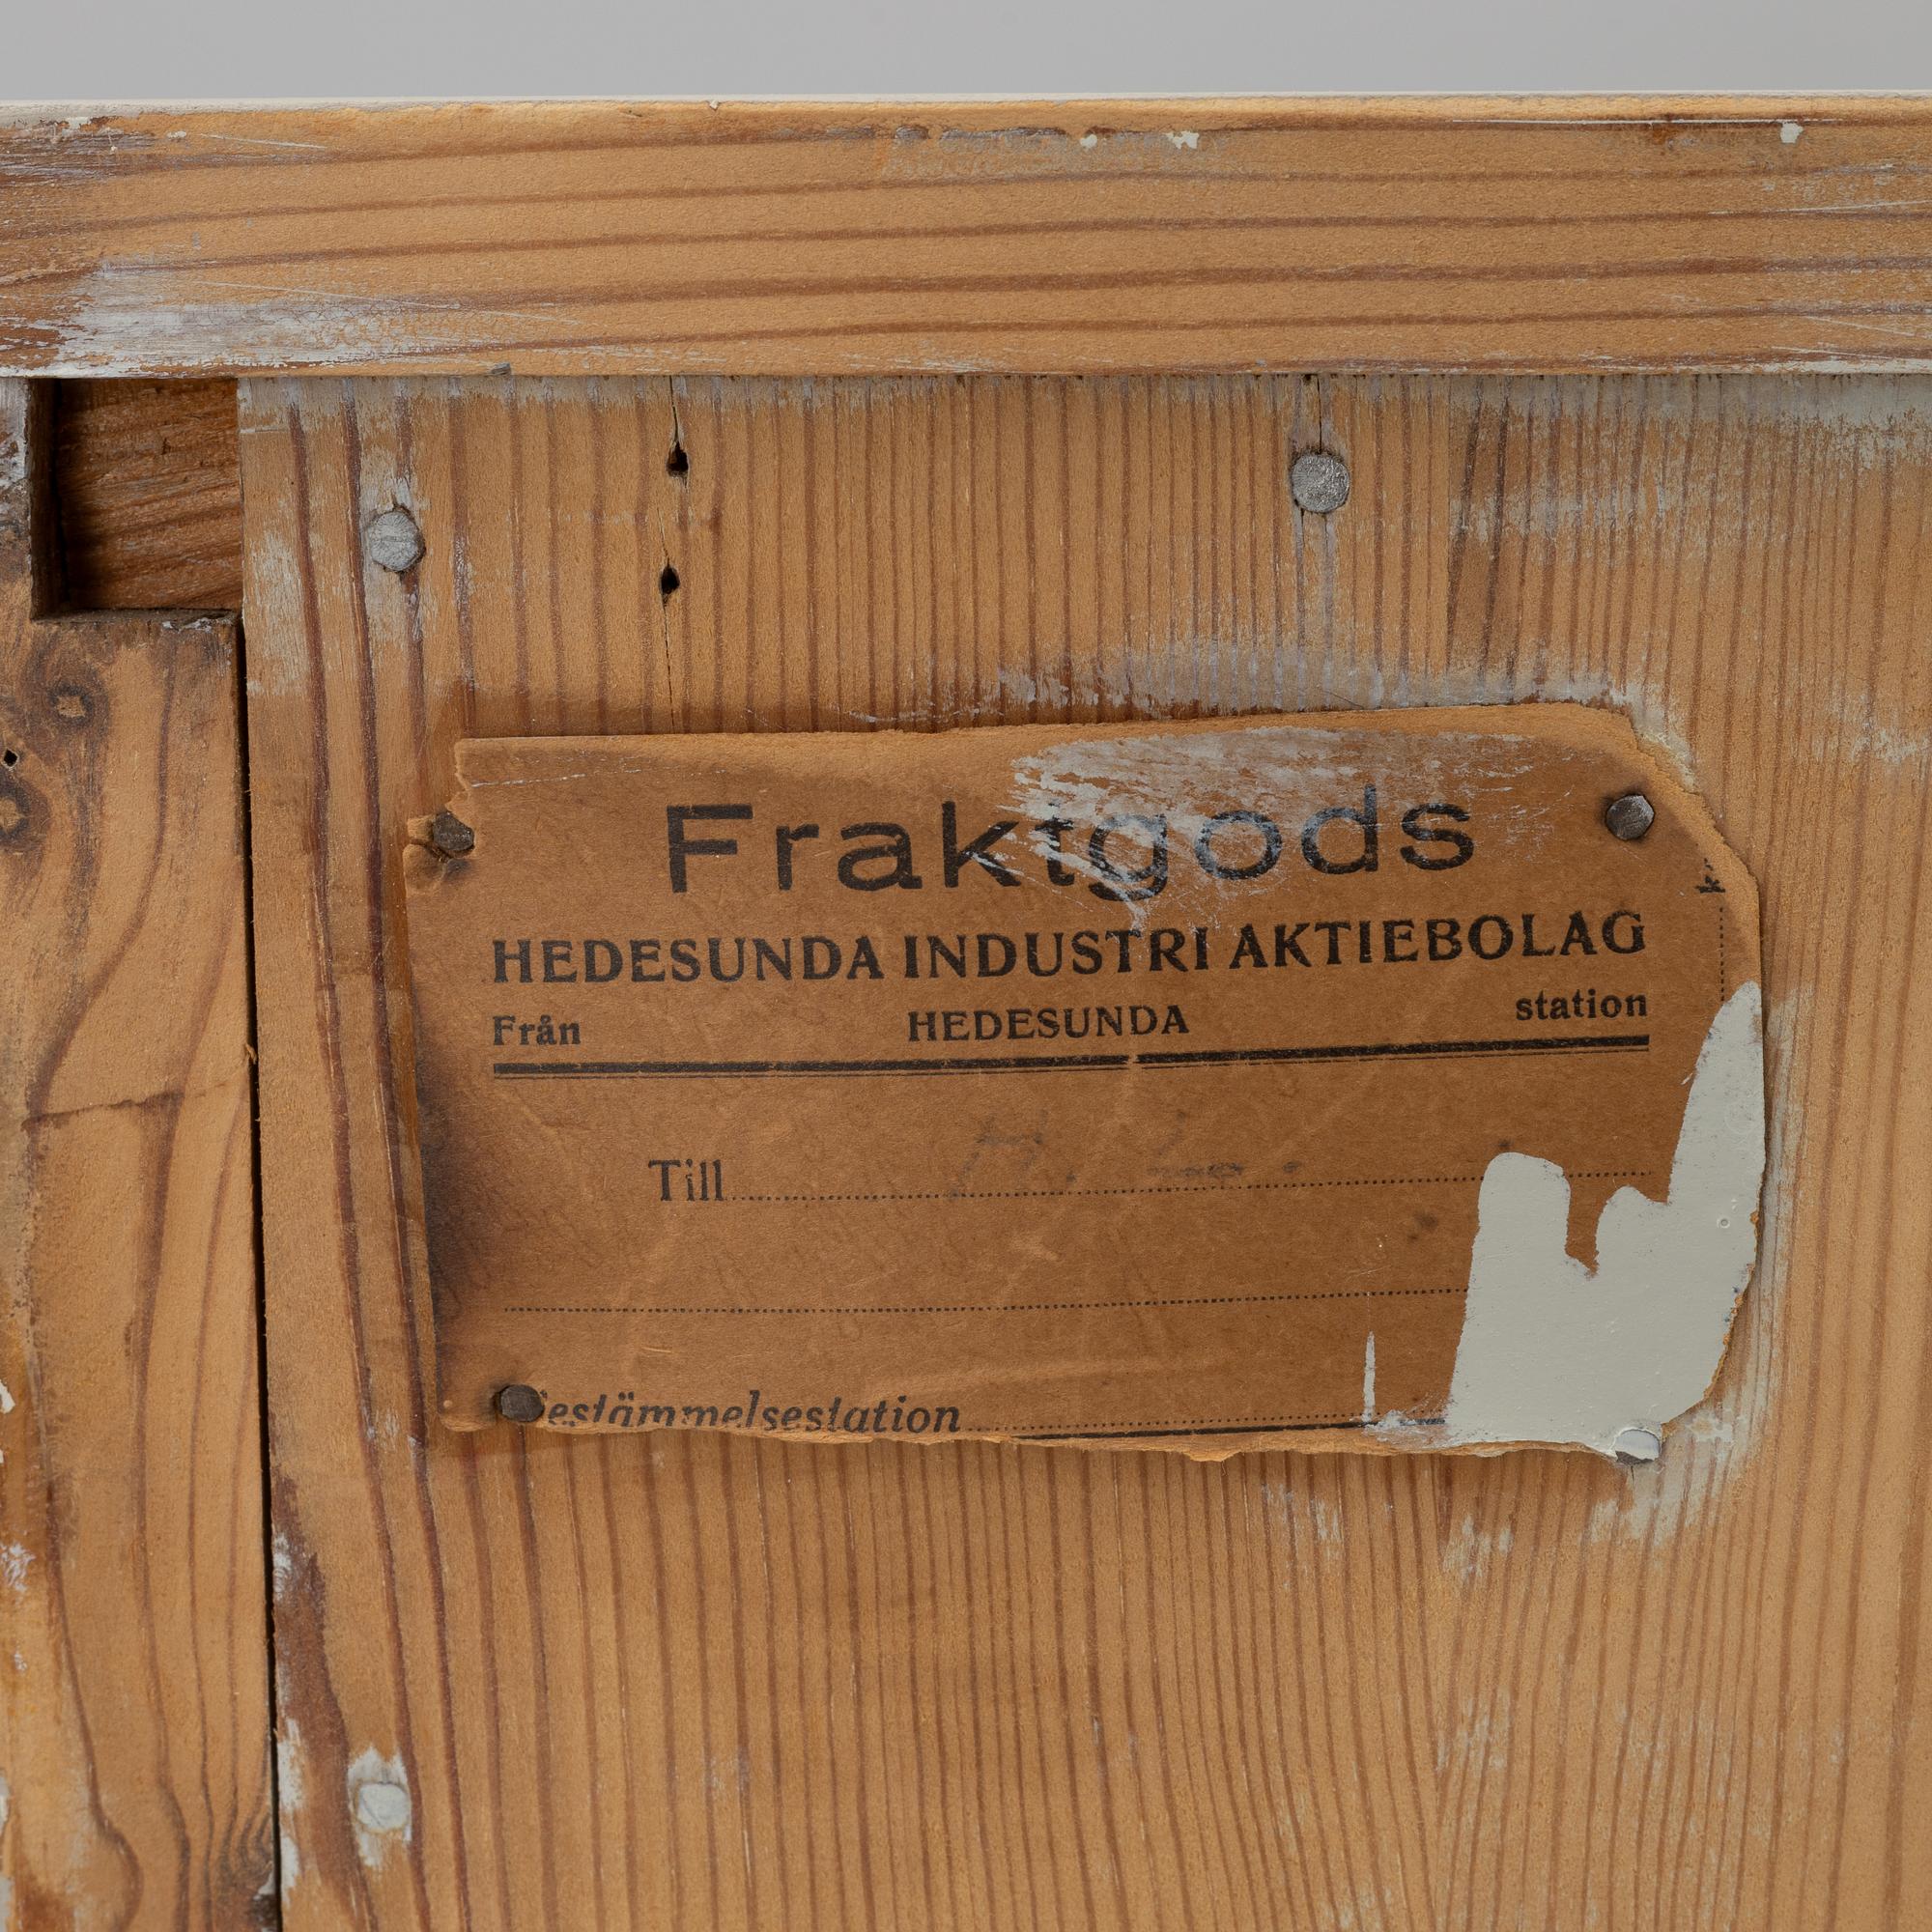 Fraktgods
HEDESUNDA INDUSTRI AKTIEBOLAG
Från HEDESUNDA station
Till
estämmelsestation